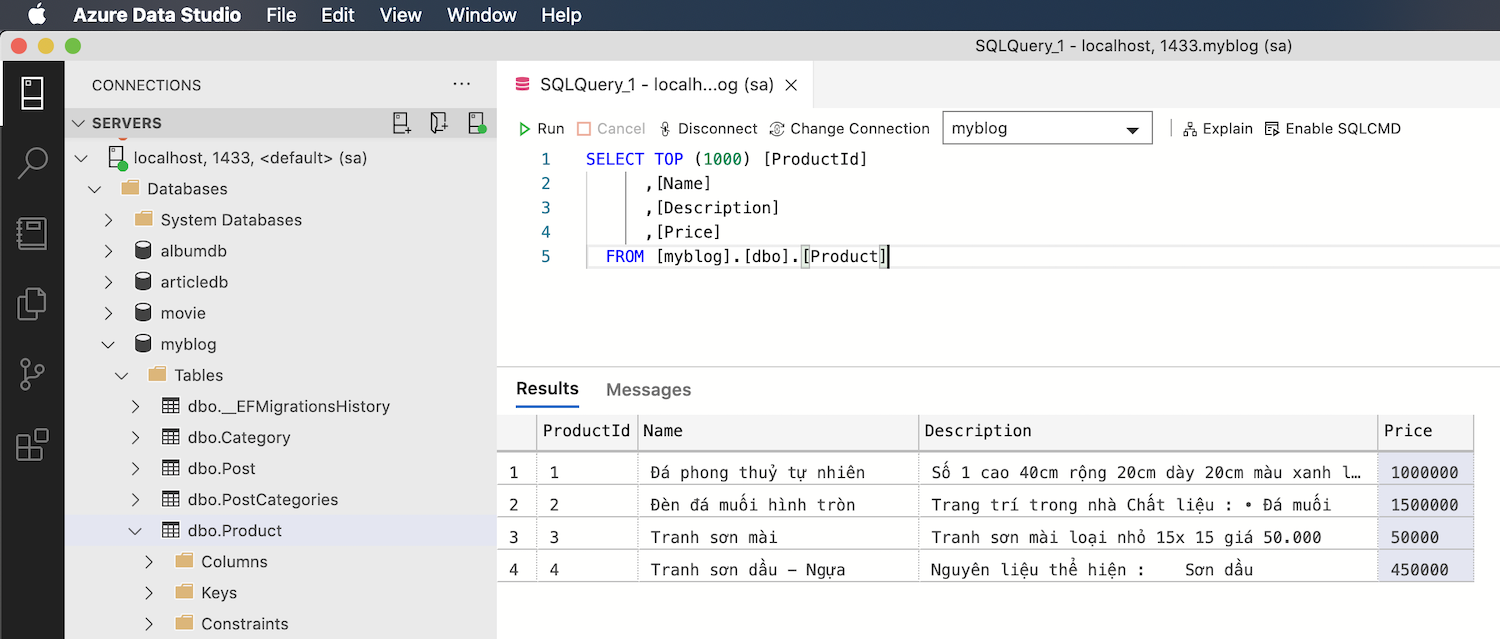 Azure Data Studio File Edit View Window Help
SQLQuery_1 - localhost, 1433.myblog (sa)
CONNECTIONS ...
SERVERS
localhost, 1433, <default> (sa)
Databases
System Databases
albumdb
articledb
movie
myblog
Tables
dbo.__EFMigrationsHistory
dbo.Category
dbo.Post
dbo.PostCategories
dbo.Product
Columns
Keys
Constraints
SQLQuery_1 - localh...og (sa)
Run Cancel Disconnect Change Connection myblog Explain Enable SQLCMD
1 SELECT TOP (1000) [ProductId]
2 ,[Name]
3 ,[Description]
4 ,[Price]
5 FROM [myblog].[dbo].[Product]
Results Messages
ProductId Name Description Price
1 1 Đá phong thuỷ tự nhiên Số 1 cao 40cm rộng 20cm dày 20cm màu xanh l… 1000000
2 2 Đèn đá muối hình tròn Trang trí trong nhà Chất liệu : • Đá muối 1500000
3 3 Tranh sơn mài Tranh sơn mài loại nhỏ 15x 15 giá 50.000 50000
4 4 Tranh sơn dầu - Ngựa Nguyên liệu thể hiện : Sơn dầu 450000